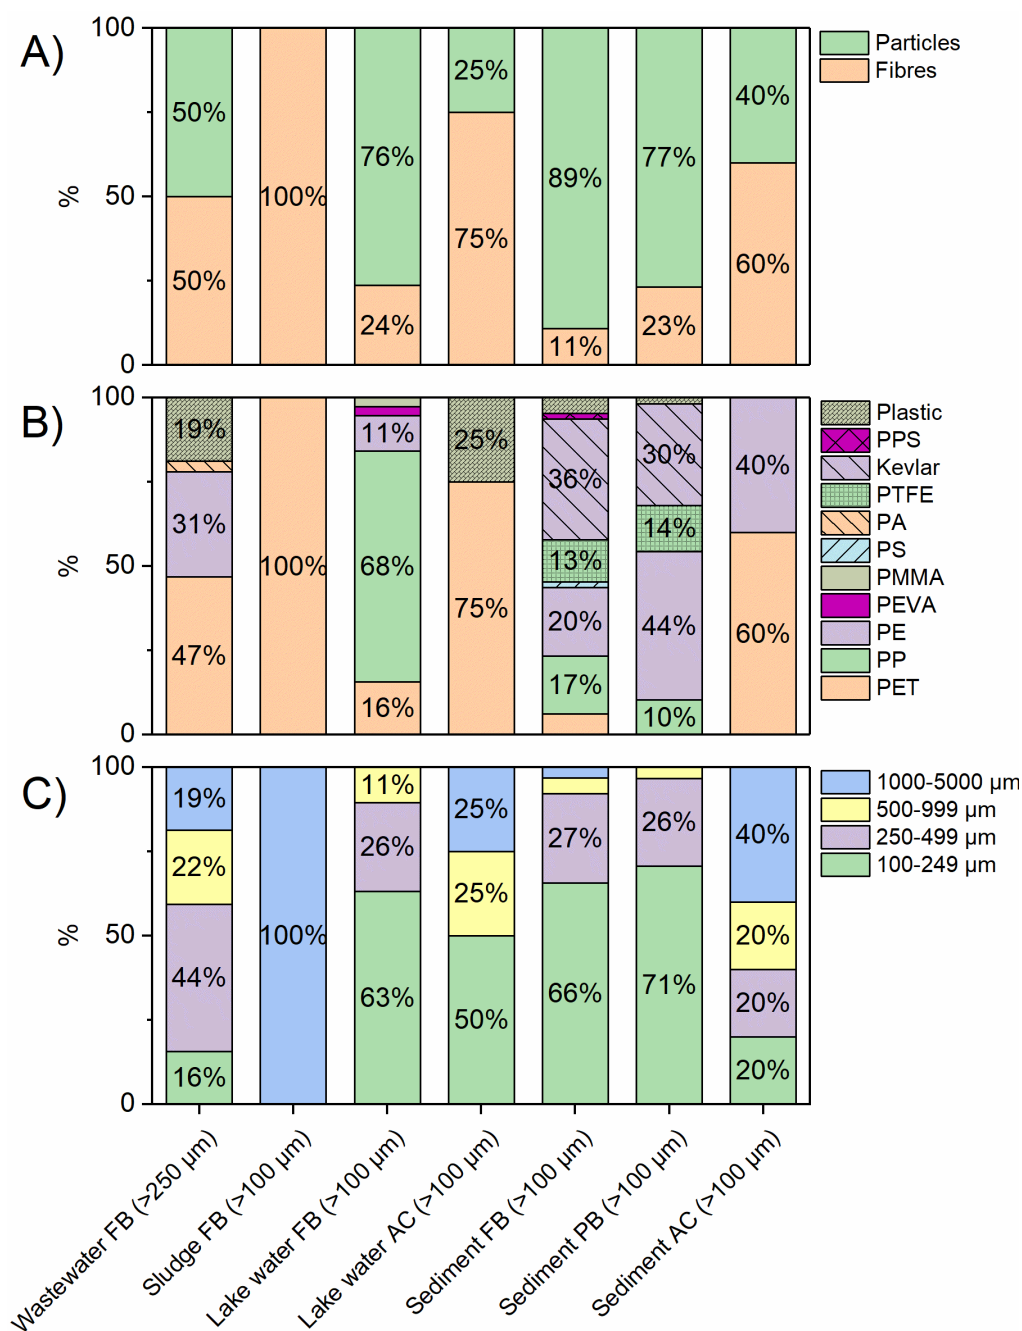 A)
100
50
0
%
50%
50%
100%
76%
24%
25%
75%
89%
11%
77%
23%
40%
60%
Particles
Fibres
B)
100
50
0
%
19%
31%
47%
100%
11%
68%
16%
25%
75%
36%
13%
20%
17%
30%
14%
44%
10%
40%
60%
Plastic
PPS
Kevlar
PTFE
PA
PS
PMMA
PEVA
PE
PP
PET
C)
100
50
0
%
19%
22%
44%
16%
100%
11%
26%
63%
25%
25%
50%
27%
66%
26%
71%
40%
20%
20%
20%
1000-5000 µm
500-999 µm
250-499 µm
100-249 µm
Wastewater FB (>250 µm)
Sludge FB (>100 µm)
Lake water FB (>100 µm)
Lake water AC (>100 µm)
Sediment FB (>100 µm)
Sediment PB (>100 µm)
Sediment AC (>100 µm)